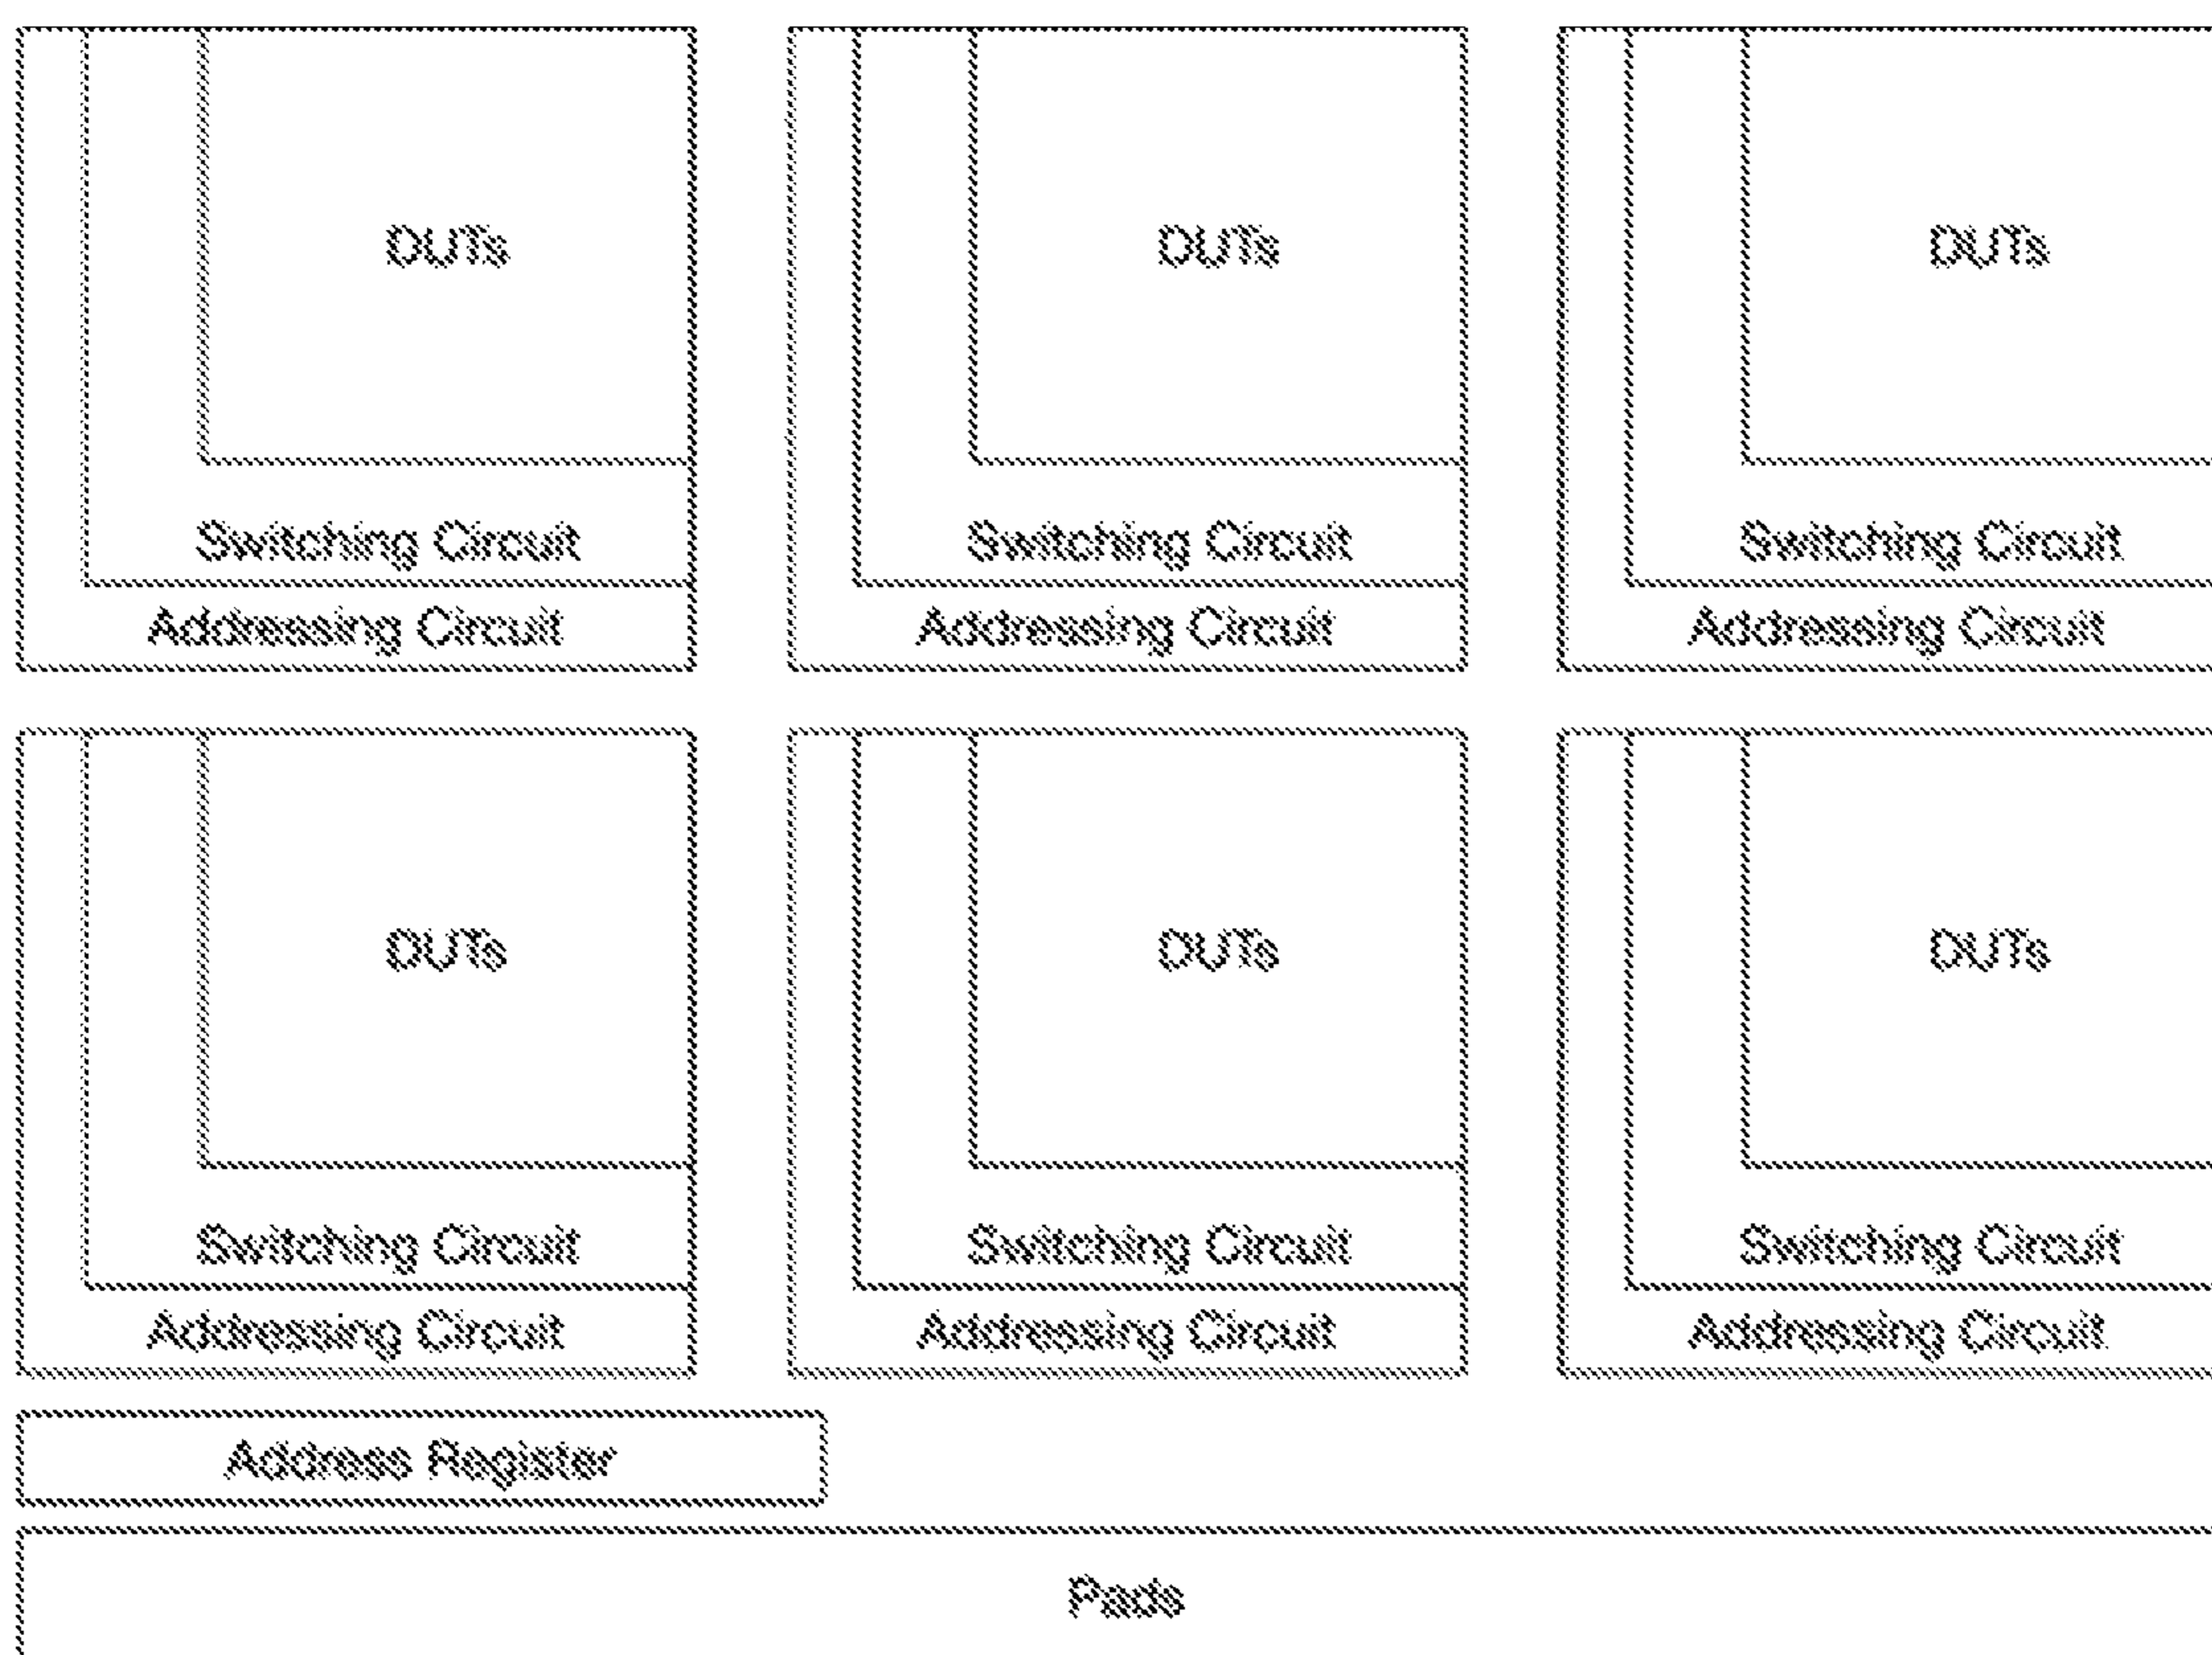 DUTs DUTs DUTs
Switching Circuit Switching Circuit Switching Circuit
Addressing Circuit Addressing Circuit Addressing Circuit
DUTs DUTs DUTs
Switching Circuit Switching Circuit Switching Circuit
Addressing Circuit Addressing Circuit Addressing Circuit
Address Register
Pads